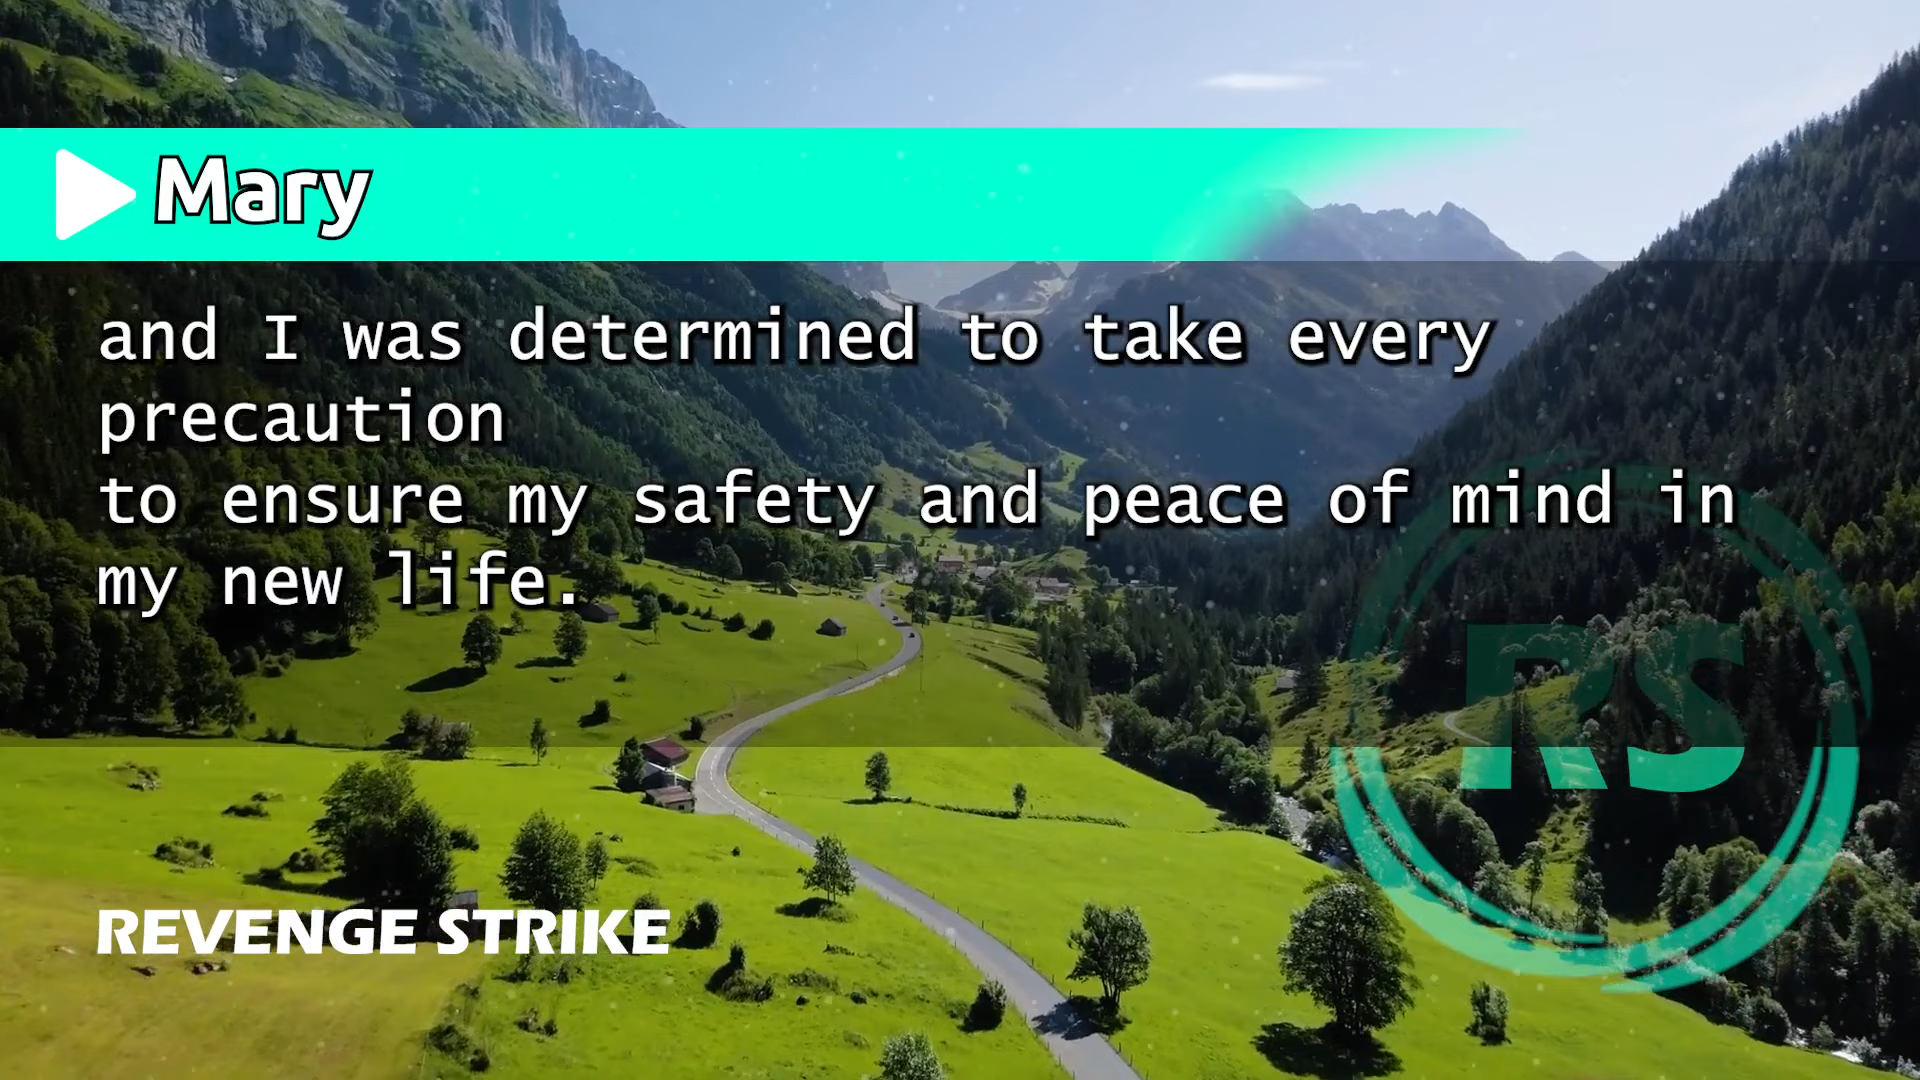 Mary
and I was determined to take every
precaution
to ensure my safety and peace of mind in
my new life.
RS
REVENGE STRIKE